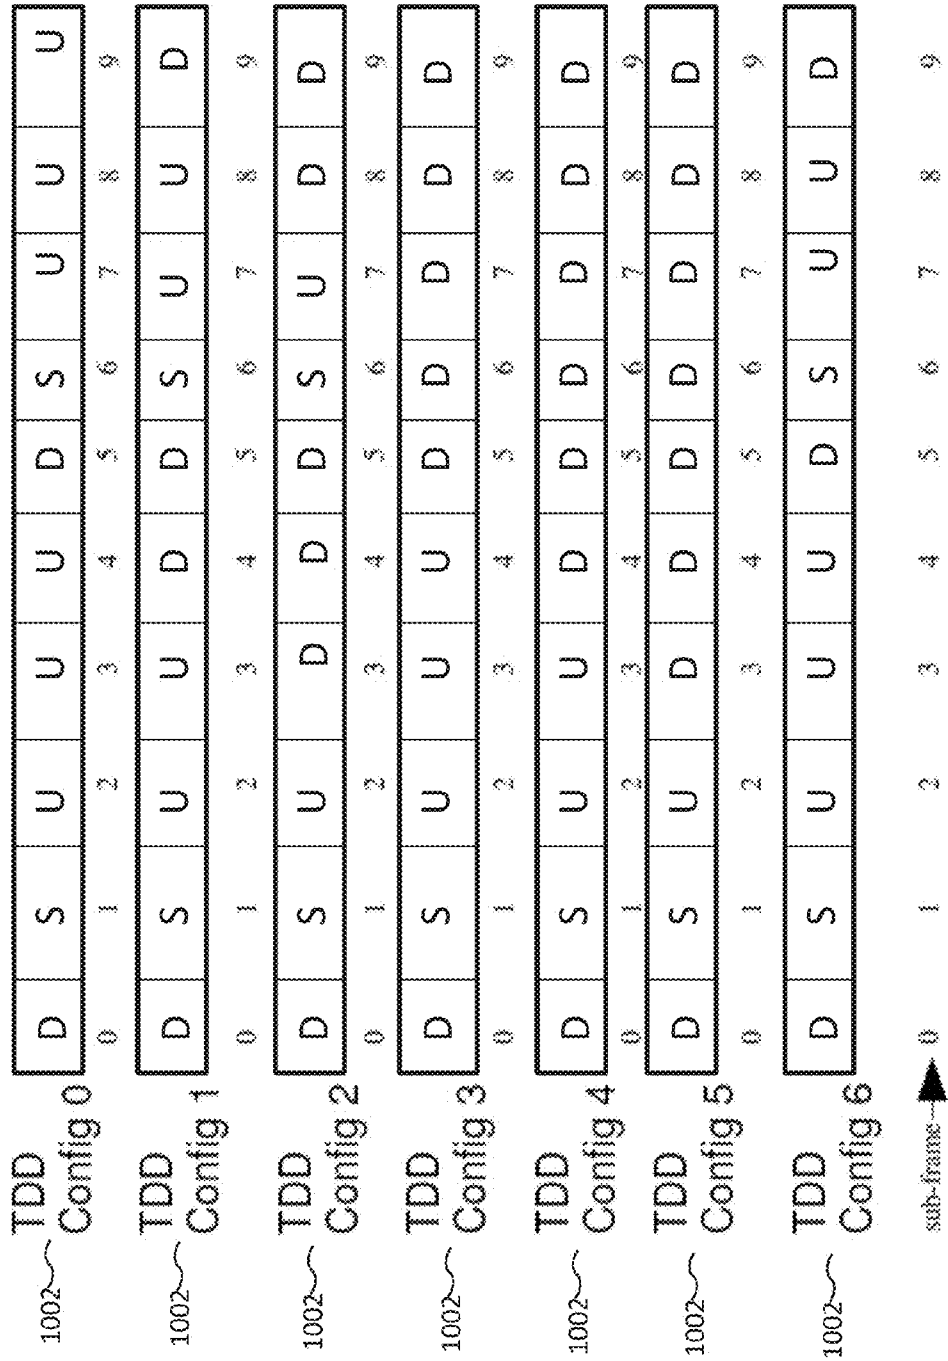 1002 TDD Config 0 D S U U U D S U U U
0 1 2 3 4 5 6 7 8 9
1002 TDD Config 1 D S U U D D S U U D
0 1 2 3 4 5 6 7 8 9
1002 TDD Config 2 D S U D D D S U D D
0 1 2 3 4 5 6 7 8 9
1002 TDD Config 3 D S U U U D D D D D
0 1 2 3 4 5 6 7 8 9
1002 TDD Config 4 D S U U D D D D D D
0 1 2 3 4 5 6 7 8 9
1002 TDD Config 5 D S U D D D D D D D
0 1 2 3 4 5 6 7 8 9
1002 TDD Config 6 D S U U U D S U U D
sub-frame 0 1 2 3 4 5 6 7 8 9